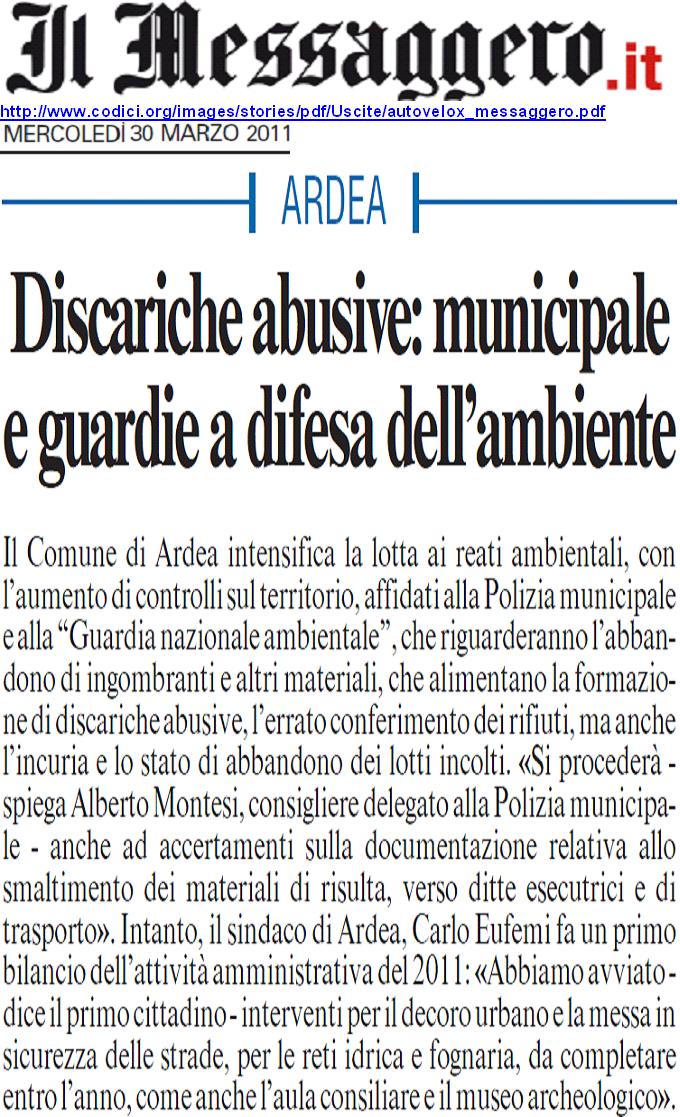 Il Messaggero.it
http://www.codici.org/images/stories/pdf/Uscite/autovelox_messaggero.pdf
MERCOLEDÌ 30 MARZO 2011
ARDEA
Discariche abusive: municipale
e guardie a difesa dell’ambiente
Il Comune di Ardea intensifica la lotta ai reati ambientali, con
l’aumento di controlli sul territorio, affidati alla Polizia municipale
e alla “Guardia nazionale ambientale”, che riguarderanno l’abban-
dono di ingombranti e altri materiali, che alimentano la formazio-
ne di discariche abusive, l’errato conferimento dei rifiuti, ma anche
l’incuria e lo stato di abbandono dei lotti incolti. «Si procederà -
spiega Alberto Montesi, consigliere delegato alla Polizia municipa-
le - anche ad accertamenti sulla documentazione relativa allo
smaltimento dei materiali di risulta, verso ditte esecutrici e di
trasporto». Intanto, il sindaco di Ardea, Carlo Eufemi fa un primo
bilancio dell’attività amministrativa del 2011: «Abbiamo avviato -
dice il primo cittadino - interventi per il decoro urbano e la messa in
sicurezza delle strade, per le reti idrica e fognaria, da completare
entro l’anno, come anche l’aula consiliare e il museo archeologico».